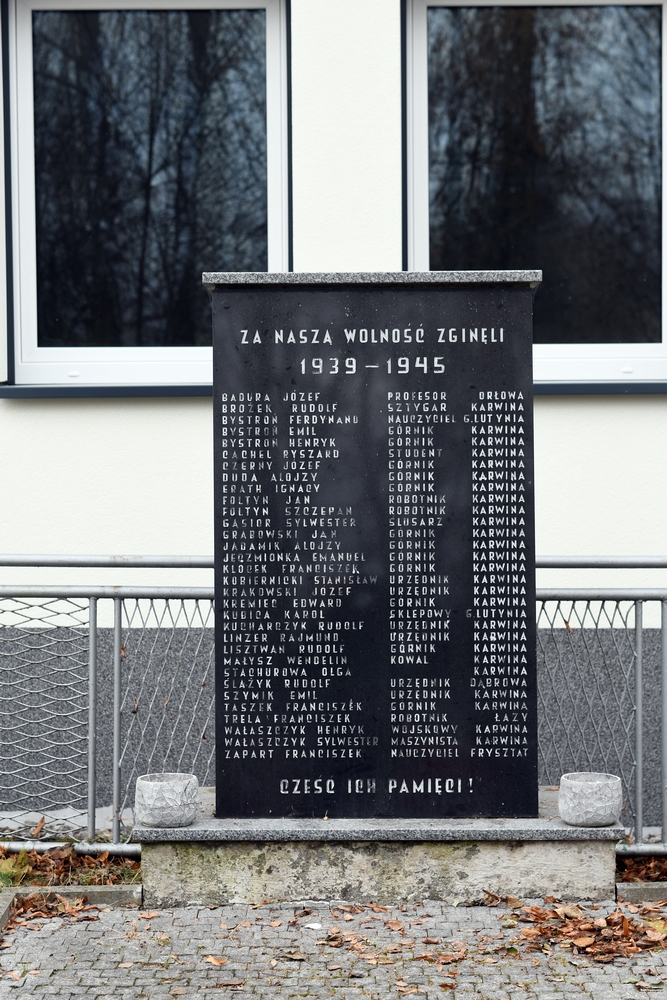 ZA NASZĄ WOLNOŚĆ ZGINĘLI
1939 – 1945
BADURA JÓZEF PROFESOR ORŁOWA
BROŻEK RUDOLF SZTYGAR KARWINA
BYSTROŃ FERDYNAND NAUCZYCIEL G.LUTYNIA
BYSTROŃ EMIL GÓRNIK KARWINA
BYSTROŃ HENRYK GÓRNIK KARWINA
CACHEL RYSZARD STUDENT KARWINA
CZERNY JÓZEF GÓRNIK KARWINA
DUDA ALOJZY GÓRNIK KARWINA
ERATH IGNACY GÓRNIK KARWINA
FOLTYN JAN ROBOTNIK KARWINA
FOLTYN SZCZEPAN ROBOTNIK KARWINA
GĄSIOR SYLWESTER ŚLUSARZ KARWINA
GRABOWSKI JAN GÓRNIK KARWINA
JADAMIK ALOJZY GÓRNIK KARWINA
JĘCZMIONKA EMANUEL GÓRNIK KARWINA
KLOCEK FRANCISZEK GÓRNIK KARWINA
KOBIERNICKI STANISŁAW URZĘDNIK KARWINA
KRAKOWSKI JÓZEF URZĘDNIK KARWINA
KREMIEC EDWARD GÓRNIK KARWINA
KUBICA KAROL SKLEPOWY G.LUTYNIA
KUCHARCZYK RUDOLF URZĘDNIK KARWINA
LINZER RAJMUND URZĘDNIK KARWINA
LISZTWAN RUDOLF GÓRNIK KARWINA
MAŁYSZ WENDELIN KOWAL KARWINA
STACHUROWA OLGA KARWINA
ŚLĄŻYK RUDOLF URZĘDNIK DĄBROWA
SZYMIK EMIL URZĘDNIK KARWINA
TASZEK FRANCISZEK GÓRNIK KARWINA
TRELA FRANCISZEK ROBOTNIK ŁAZY
WAŁASZCZYK HENRYK WOJSKOWY KARWINA
WAŁASZCZYK SYLWESTER MASZYNISTA KARWINA
ZAPART FRANCISZEK NAUCZYCIEL FRYSZTAT
CZEŚĆ ICH PAMIĘCI !